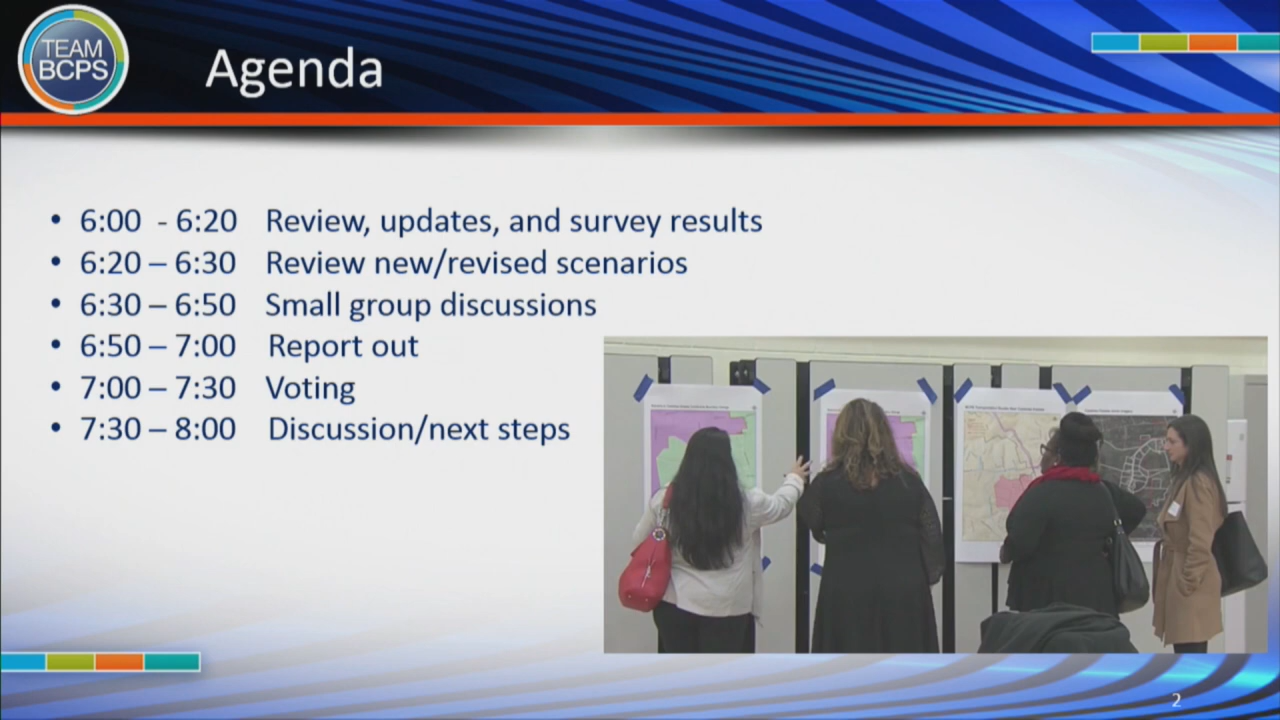 TEAM
BCPS
Agenda
• 6:00 - 6:20 Review, updates, and survey results
• 6:20 – 6:30 Review new/revised scenarios
• 6:30 – 6:50 Small group discussions
• 6:50 – 7:00 Report out
• 7:00 – 7:30 Voting
• 7:30 – 8:00 Discussion/next steps
2